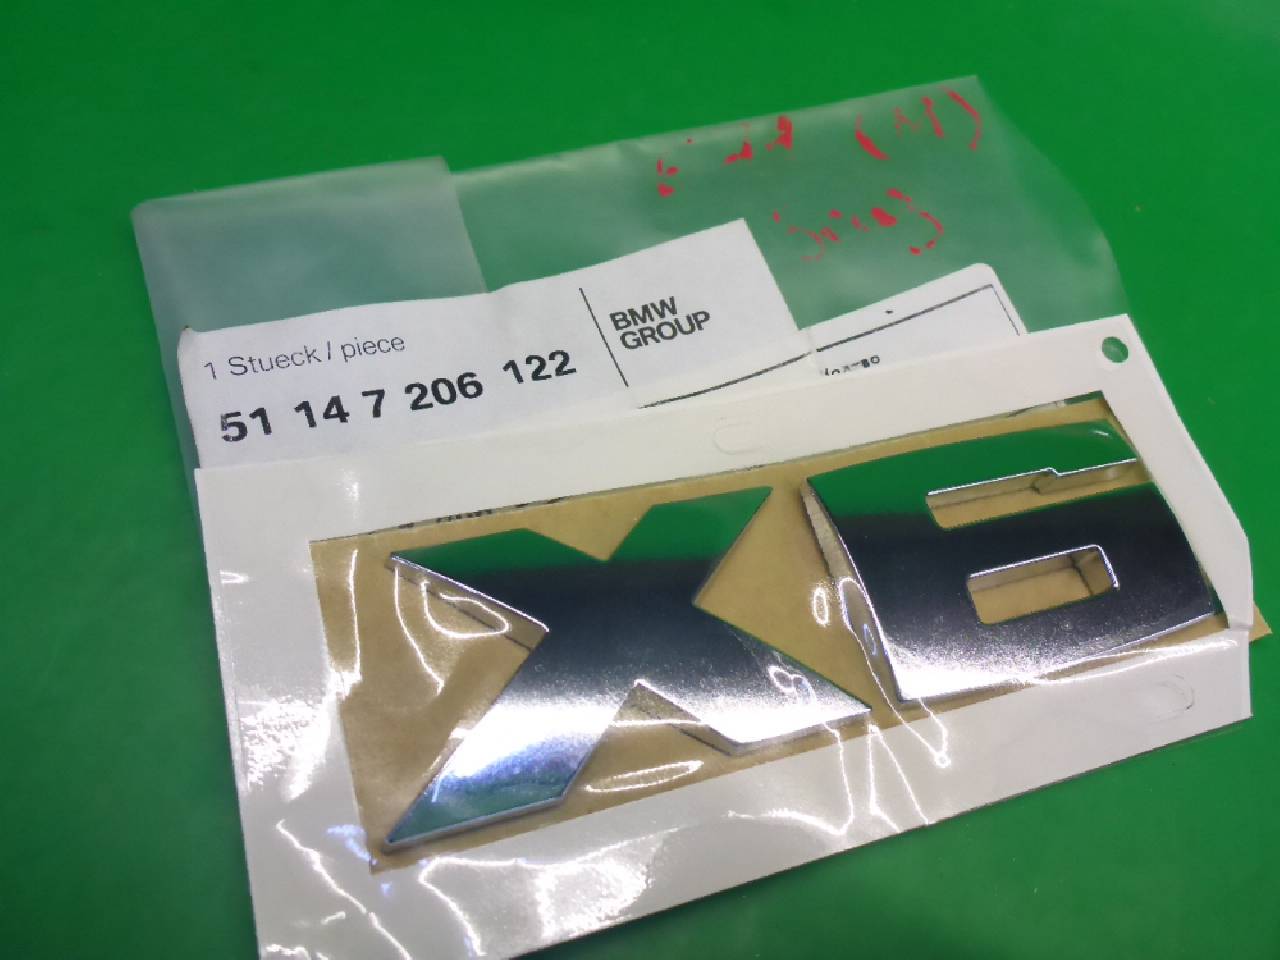 (M)
1 Stueck / piece
51 14 7 206 122
BMW
GROUP
X6